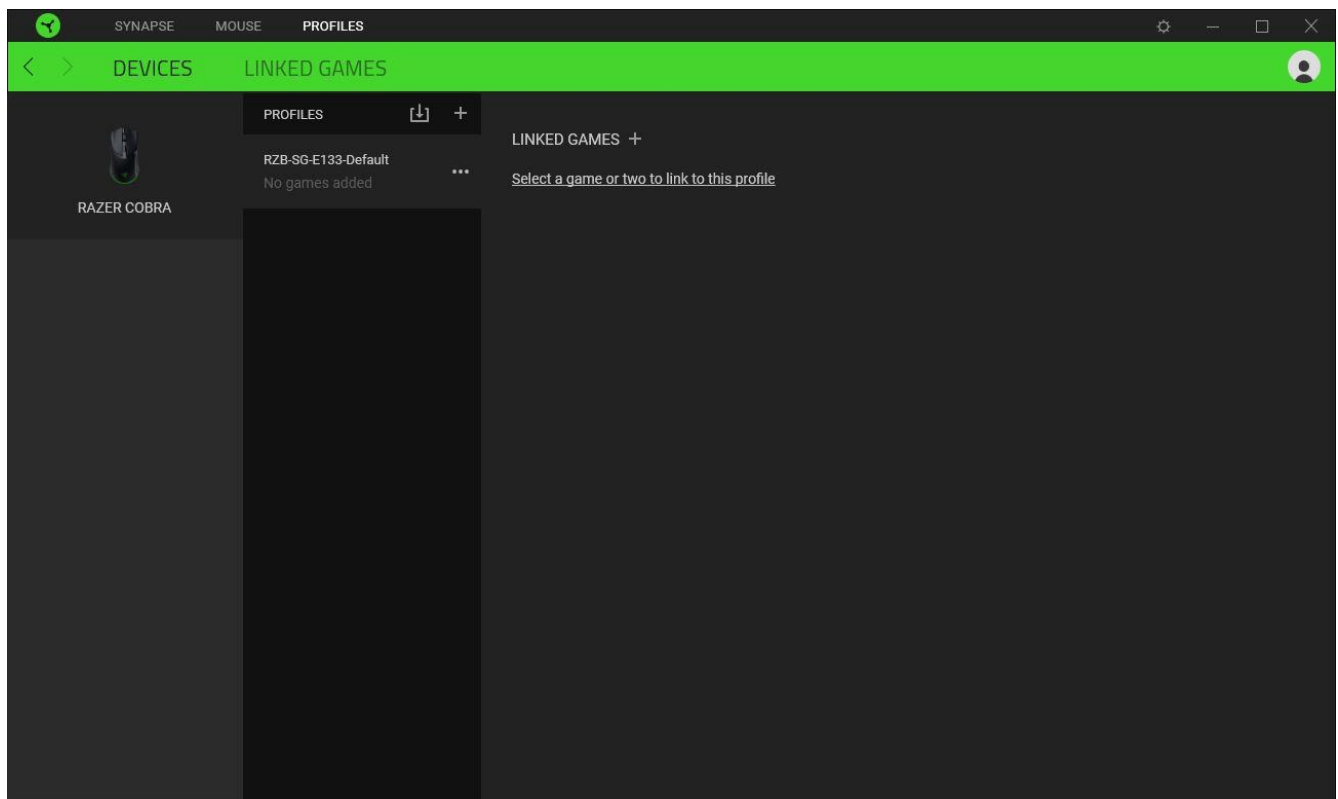 SYNAPSE MOUSE PROFILES
DEVICES LINKED GAMES
PROFILES
RZB-SG-E133-Default
No games added
RAZER COBRA
LINKED GAMES +
Select a game or two to link to this profile